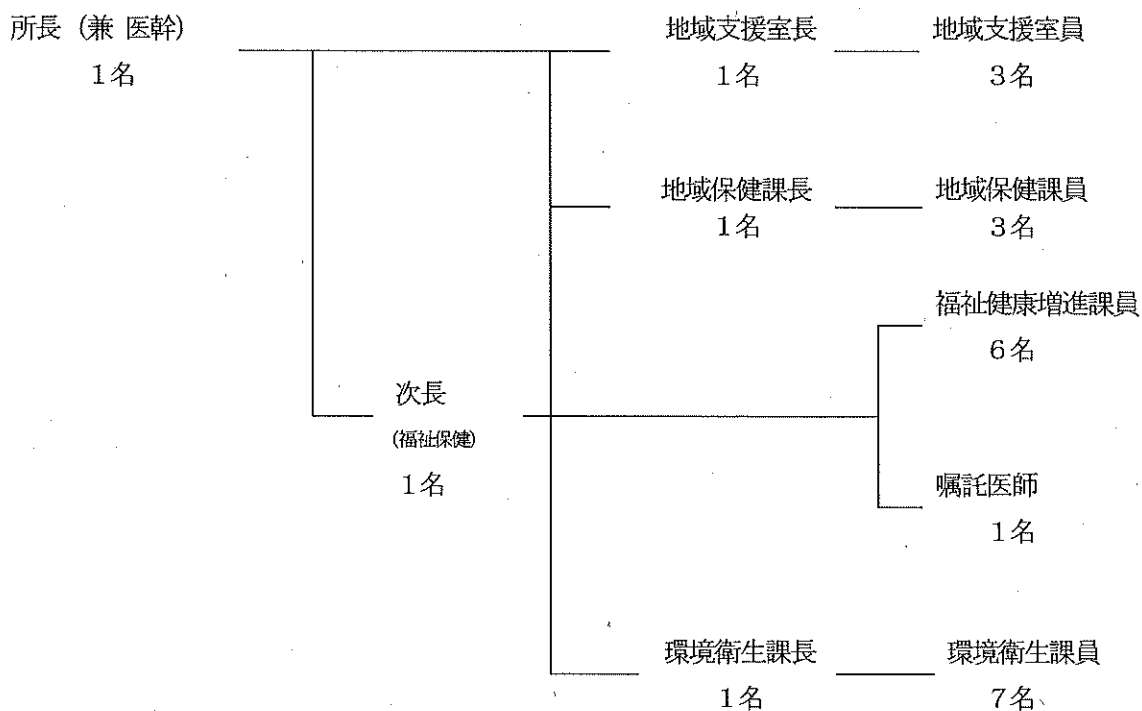 所長（兼 医幹）
1名
地域支援室長
1名
地域支援室員
3名
地域保健課長
1名
地域保健課員
3名
福祉健康増進課員
6名
次長
(福祉保健)
1名
嘱託医師
1名
環境衛生課長
1名
環境衛生課員
7名